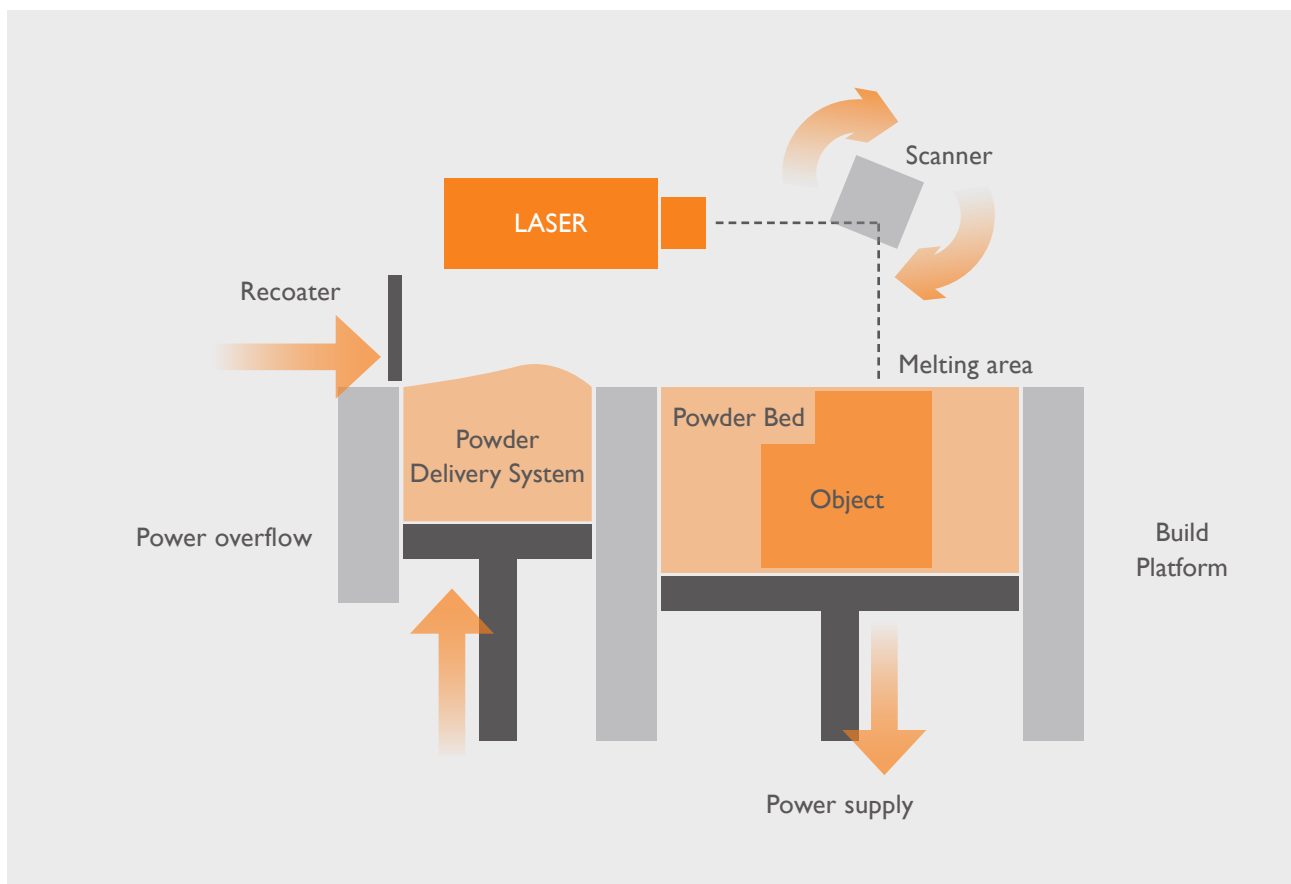 Scanner
LASER
Recoater
Melting area
Powder Bed
Powder
Delivery System
Object
Power overflow
Build
Platform
Power supply